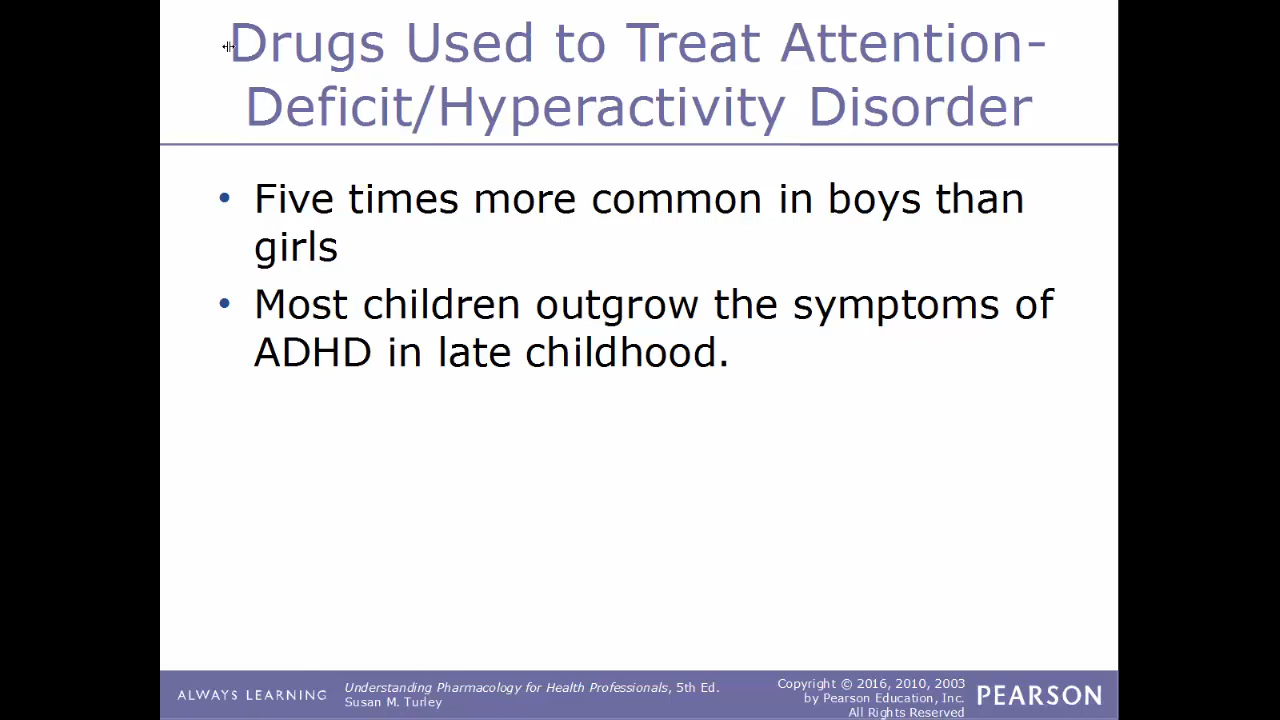 Drugs Used to Treat Attention-
Deficit/Hyperactivity Disorder
• Five times more common in boys than
girls
• Most children outgrow the symptoms of
ADHD in late childhood.
ALWAYS LEARNING
Understanding Pharmacology for Health Professionals, 5th Ed.
Susan M. Turley
Copyright © 2016, 2010, 2003
by Pearson Education, Inc.
All Rights Reserved
PEARSON